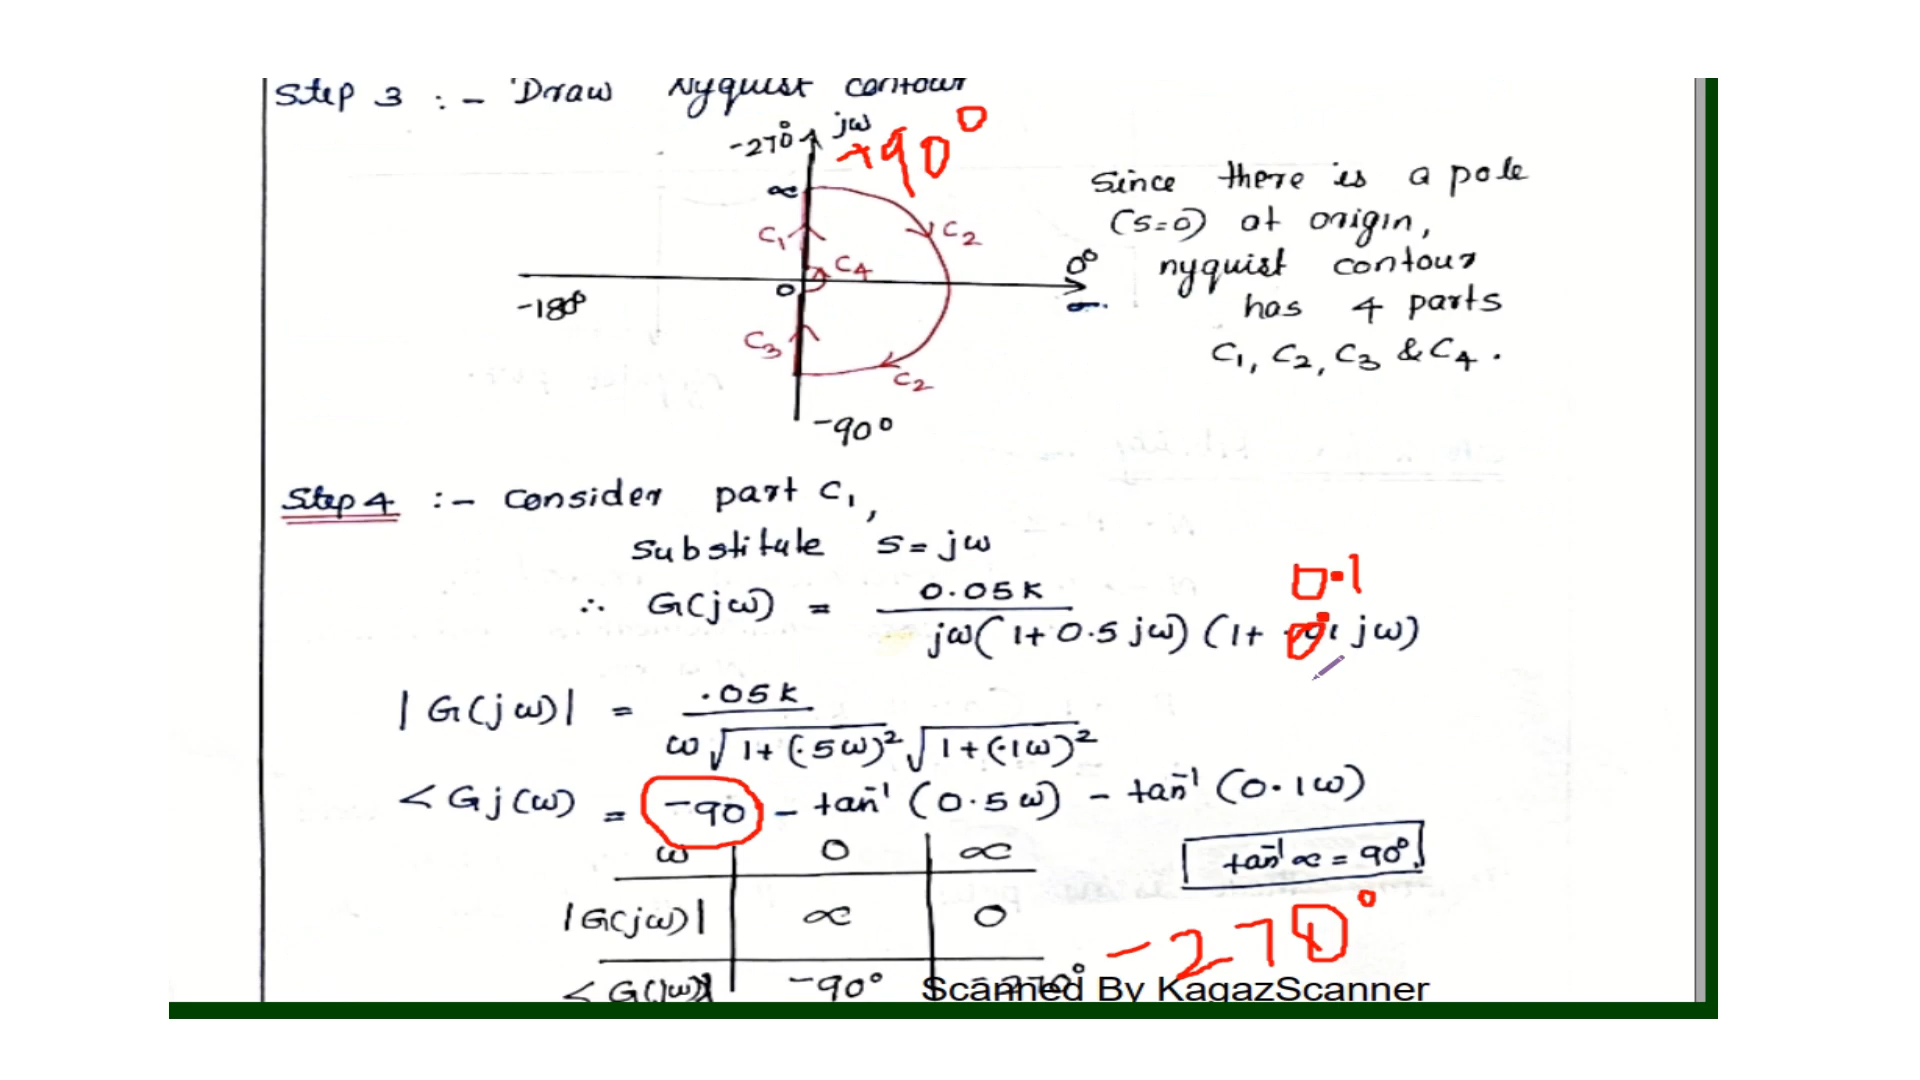 Step 3 :- Draw Nyquist contour
-270° jω +90°
∝
C1 C2
C4 0°
Since there is a pole
(s=0) at origin,
nyquist contour
has 4 parts
C1, C2, C3 & C4.
0
-180° σ
C3
C2
-90°
Step 4 :- Consider part C1,
Substitute s=jω
0.1
∴ G(jω) = 0.05k
jω(1+0.5jω)(1+0.1jω)
|G(jω)| = .05k
ω√1+(.5ω)² √1+(.1ω)²
<Gj(ω) = -90 - tan⁻¹(0.5ω) - tan⁻¹(0.1ω)
ω 0 ∝
tan⁻¹∝ = 90°
|G(jω)| ∝ 0
-270°
<G(jω) -90° -270°
Scanned By KagazScanner